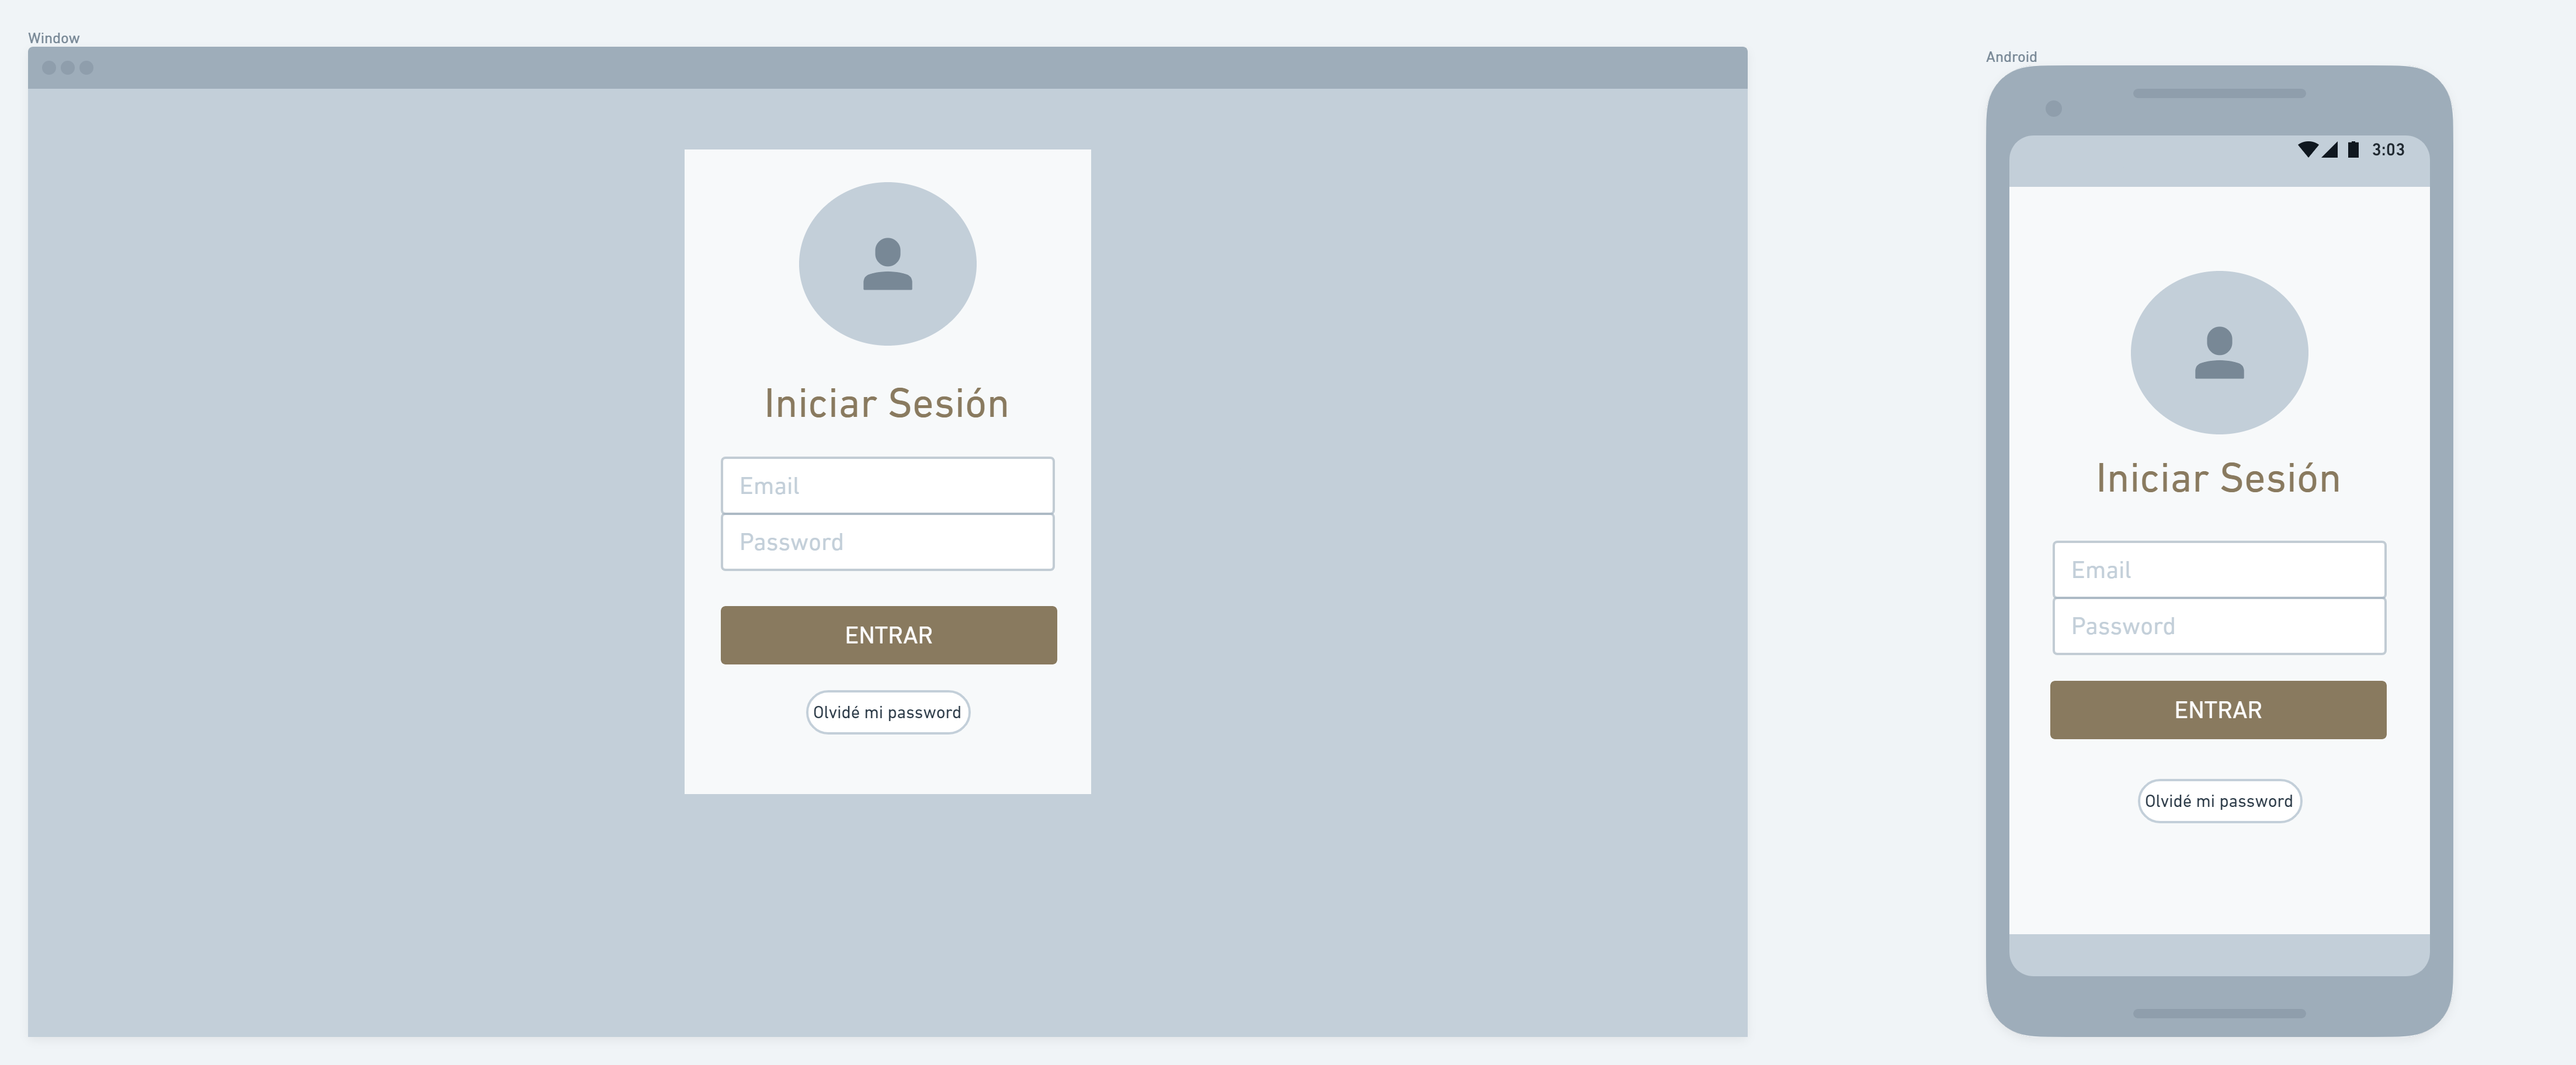 Window
Iniciar Sesión
Email
Password
ENTRAR
Olvidé mi password
Android
3:03
Iniciar Sesión
Email
Password
ENTRAR
Olvidé mi password